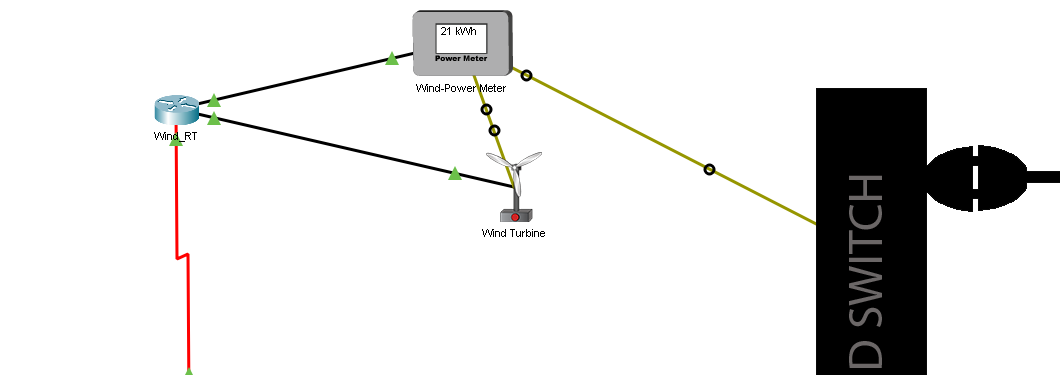 21 kWh
Power Meter
Wind-Power Meter
Wind_RT
Wind Turbine
D SWITCH